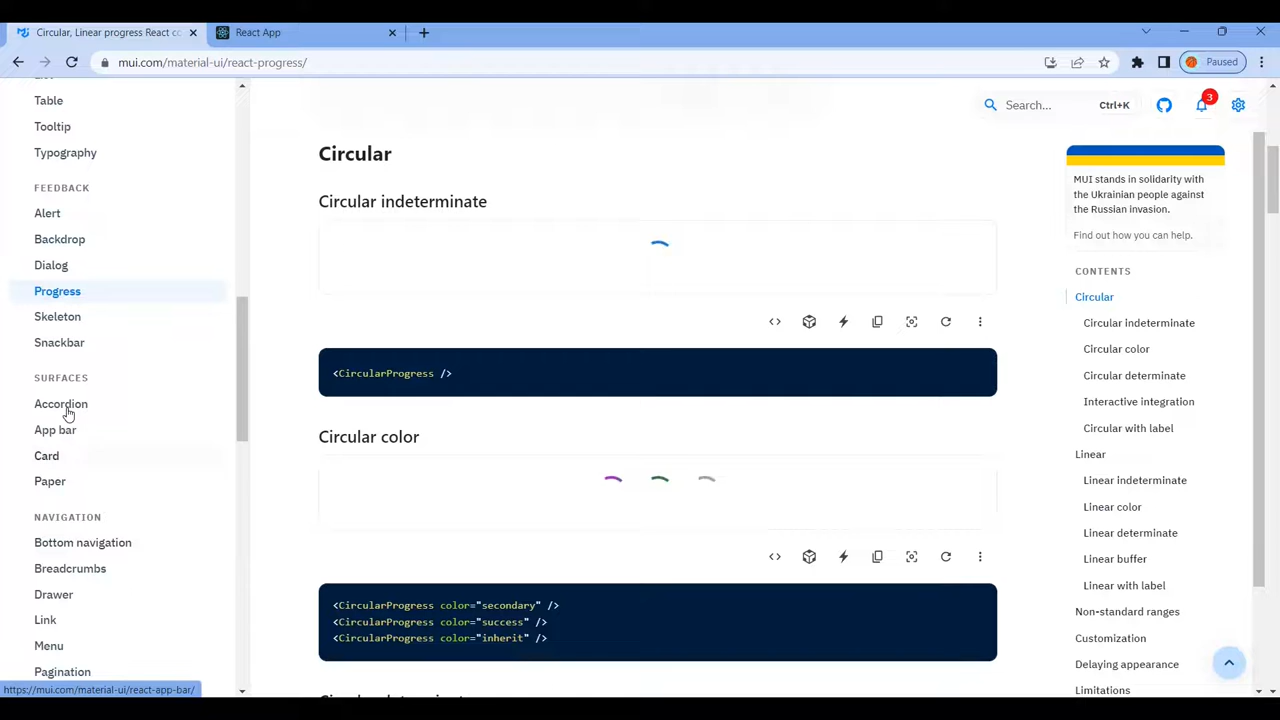 Circular, Linear progress React co
React App
mui.com/material-ui/react-progress/
Paused
Table
Tooltip
Typography
FEEDBACK
Alert
Backdrop
Dialog
Progress
Skeleton
Snackbar
SURFACES
Accordion
App bar
Card
Paper
NAVIGATION
Bottom navigation
Breadcrumbs
Drawer
Link
Menu
Pagination
https://mui.com/material-ui/react-app-bar/
Search...
Ctrl+K
3
Circular
Circular indeterminate
<CircularProgress />
Circular color
<CircularProgress color="secondary" />
<CircularProgress color="success" />
<CircularProgress color="inherit" />
MUI stands in solidarity with
the Ukrainian people against
the Russian invasion.
Find out how you can help.
CONTENTS
Circular
Circular indeterminate
Circular color
Circular determinate
Interactive integration
Circular with label
Linear
Linear indeterminate
Linear color
Linear determinate
Linear buffer
Linear with label
Non-standard ranges
Customization
Delaying appearance
Limitations